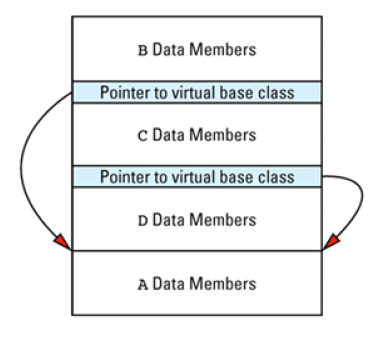 B Data Members
Pointer to virtual base class
C Data Members
Pointer to virtual base class
D Data Members
A Data Members